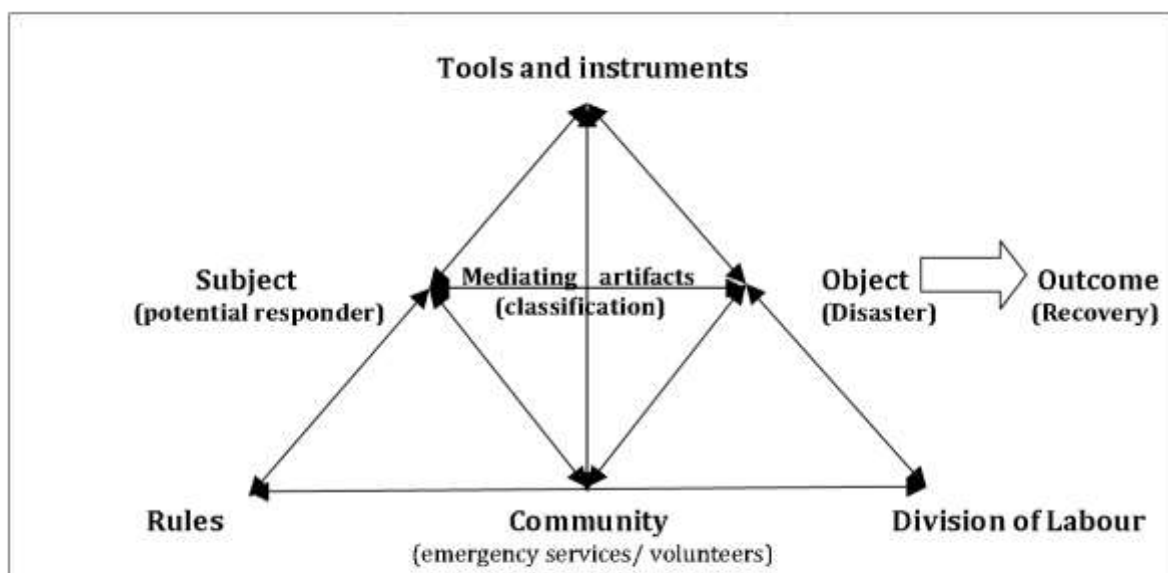 Tools and instruments
Subject
(potential responder)
Mediating artifacts
(classification)
Object
(Disaster)
Outcome
(Recovery)
Rules
Community
(emergency services/ volunteers)
Division of Labour